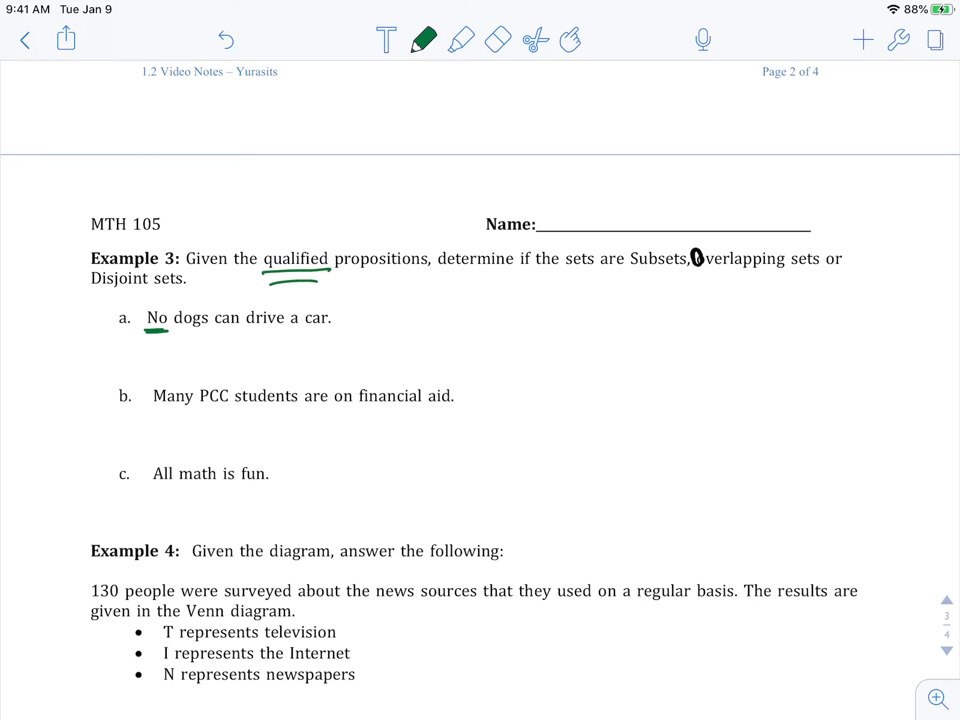 9:41 AM Tue Jan 9
88%
T
1.2 Video Notes – Yurasits
Page 2 of 4
MTH 105
Name:
Example 3: Given the qualified propositions, determine if the sets are Subsets, Overlapping sets or
Disjoint sets.
a. No dogs can drive a car.
b. Many PCC students are on financial aid.
c. All math is fun.
Example 4: Given the diagram, answer the following:
130 people were surveyed about the news sources that they used on a regular basis. The results are
given in the Venn diagram.
• T represents television
• I represents the Internet
• N represents newspapers
3
4